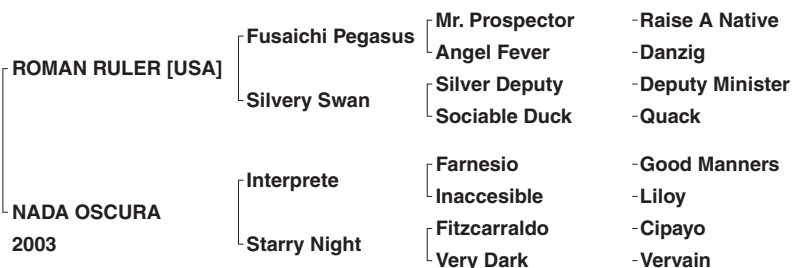 Mr. Prospector -Raise A Native
Fusaichi Pegasus
Angel Fever -Danzig
ROMAN RULER [USA]
Silver Deputy -Deputy Minister
Silvery Swan
Sociable Duck -Quack
Farnesio -Good Manners
Interprete
Inaccesible -Liloy
NADA OSCURA
Fitzcarraldo -Cipayo
2003
Starry Night
Very Dark -Vervain